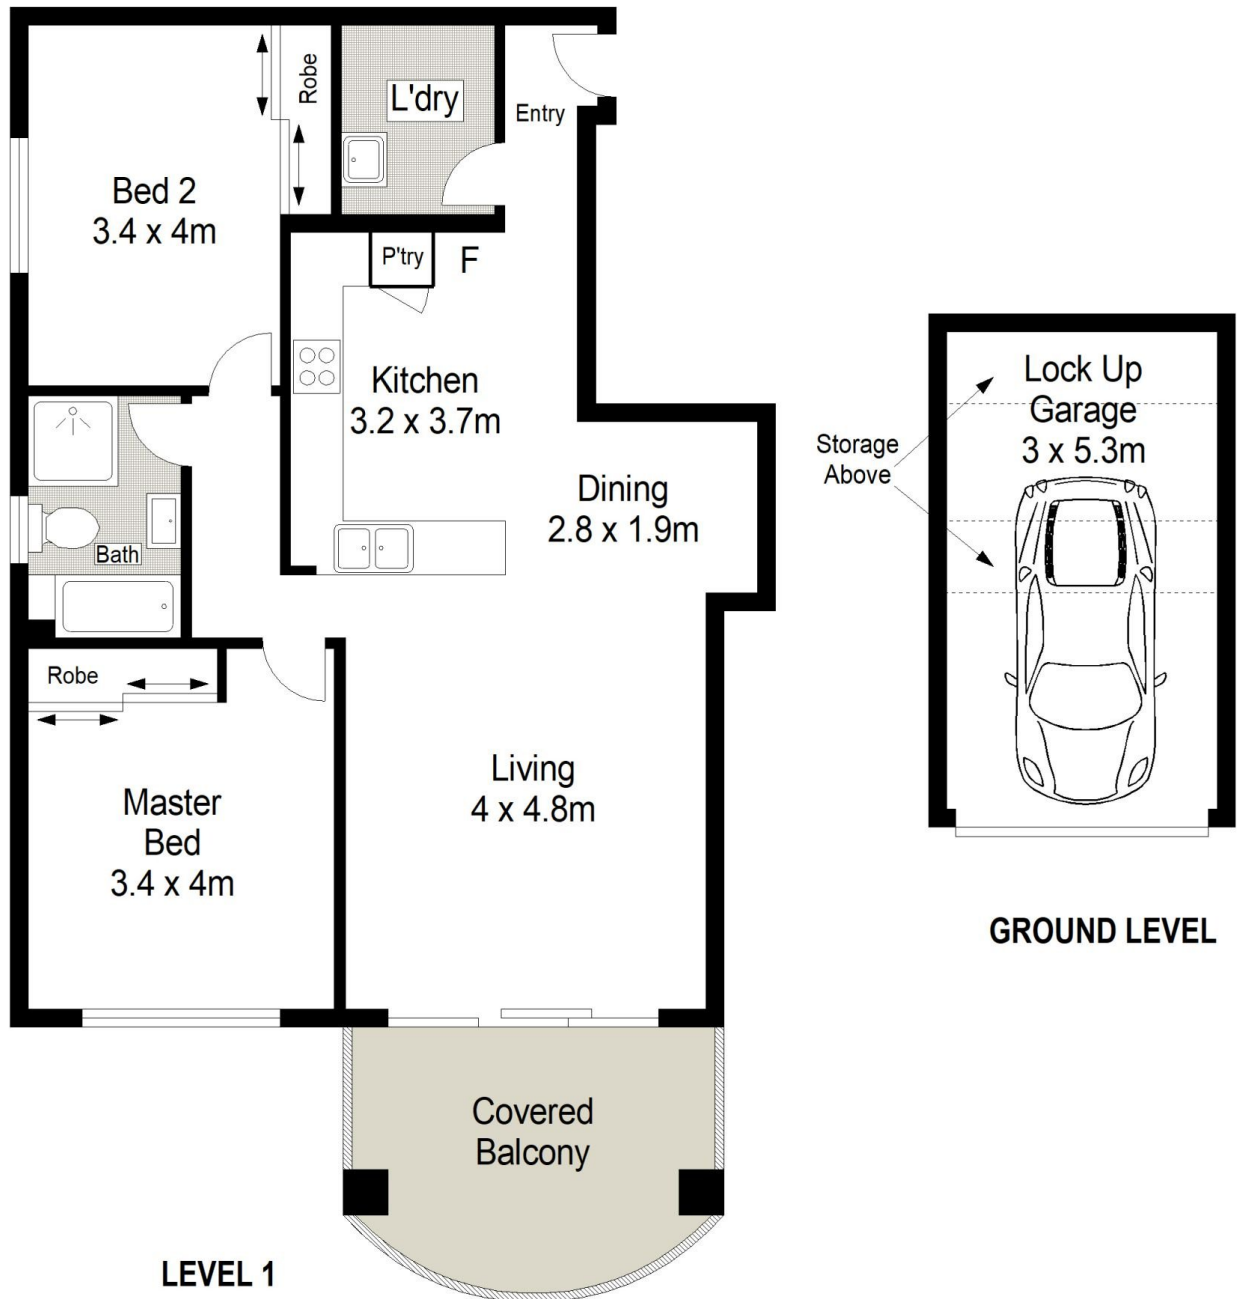 Robe
L'dry
Entry
Bed 2
3.4 x 4m
P'try
F
Kitchen
3.2 x 3.7m
Dining
2.8 x 1.9m
Bath
Robe
Master
Bed
3.4 x 4m
Living
4 x 4.8m
Covered
Balcony
LEVEL 1
Lock Up
Garage
3 x 5.3m
Storage
Above
GROUND LEVEL